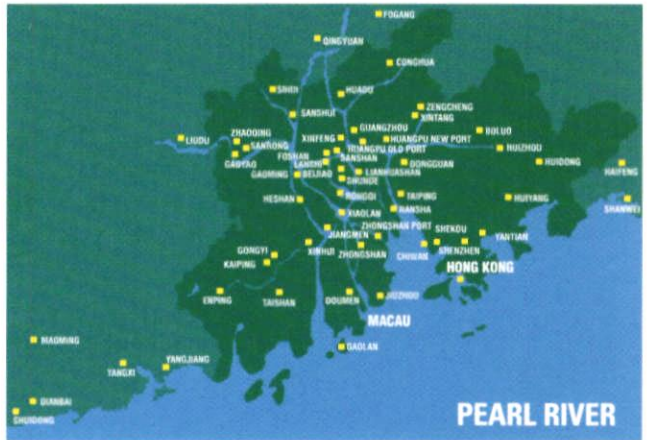 FOGANG
QINGYUAN
CONGHUA
SIHUI
HUADU
ZENGCHENG
XINTANG
SANSHUI
GUANGZHOU
BOLUO
LIUDU
ZHAOQING
XINFENG
HUANGPU NEW PORT
SANRONG
HUANGPU OLD PORT
HUIZHOU
GAOYAO
FOSHAN
SANSHAN
DONGGUAN
HUIDONG
HAIFENG
LANSHI
LIANHUASHAN
GAOMING
BEIJIAO
SHUNDE
HESHAN
RONGQI
TAIPING
HUIYANG
SHANWEI
XIAOLAN
NANSHA
JIANGMEN
ZHONGSHAN PORT
SHEKOU
YANTIAN
GONGYI
XINHUI
ZHONGSHAN
CHIWAN
SHENZHEN
KAIPING
HONG KONG
ENPING
TAISHAN
DOUMEN
JIUZHOU
MACAU
MAOMING
GAOLAN
YANGXI
YANGJIANG
DIANBAI
SHUIDONG
PEARL RIVER